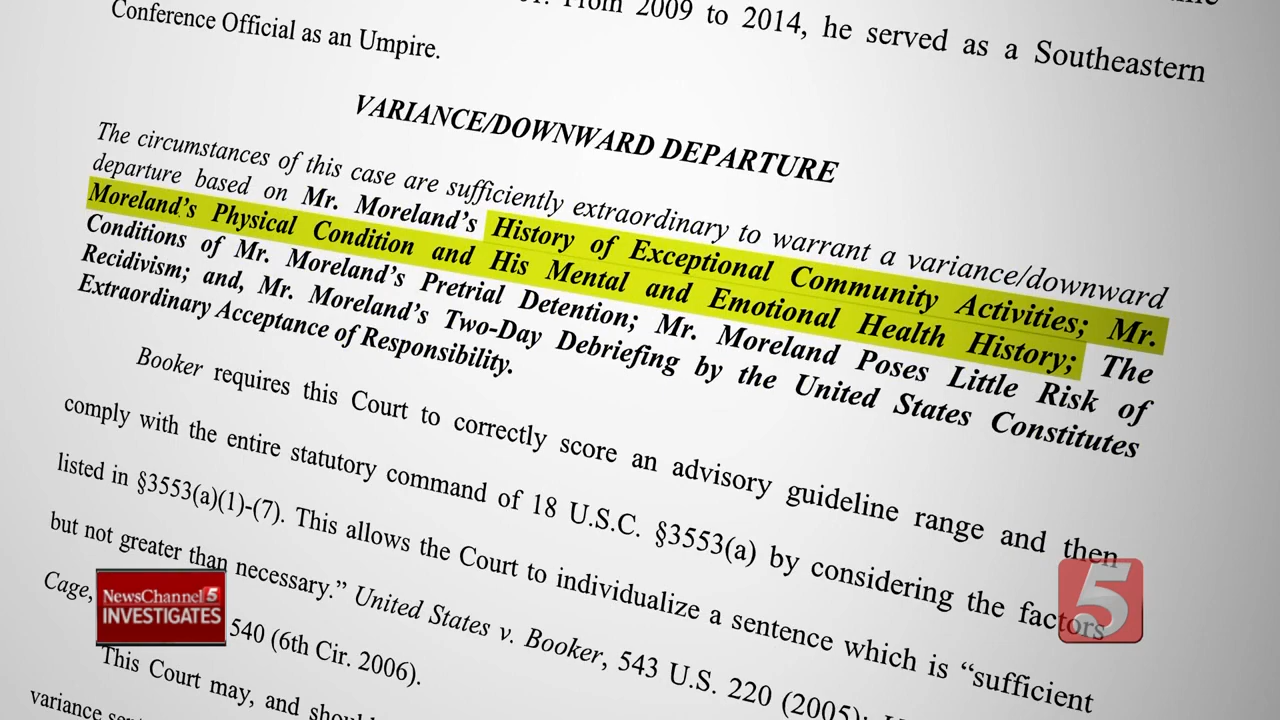 From 2009 to 2014, he served as a Southeastern
Conference Official as an Umpire.
VARIANCE/DOWNWARD DEPARTURE
The circumstances of this case are sufficiently extraordinary to warrant a variance/downward
departure based on Mr. Moreland's History of Exceptional Community Activities; Mr.
Moreland's Physical Condition and His Mental and Emotional Health History; The
Conditions of Mr. Moreland's Pretrial Detention; Mr. Moreland Poses Little Risk of
Recidivism; and, Mr. Moreland's Two-Day Debriefing by the United States Constitutes
Extraordinary Acceptance of Responsibility.
Booker requires this Court to correctly score an advisory guideline range and then
comply with the entire statutory command of 18 U.S.C. §3553(a) by considering the factors
listed in §3553(a)(1)-(7). This allows the Court to individualize a sentence which is “sufficient
but not greater than necessary.” United States v. Booker, 543 U.S. 220 (2005);
Cage, 540 (6th Cir. 2006).
This Court may, and
variance
NewsChannel 5
INVESTIGATES
5